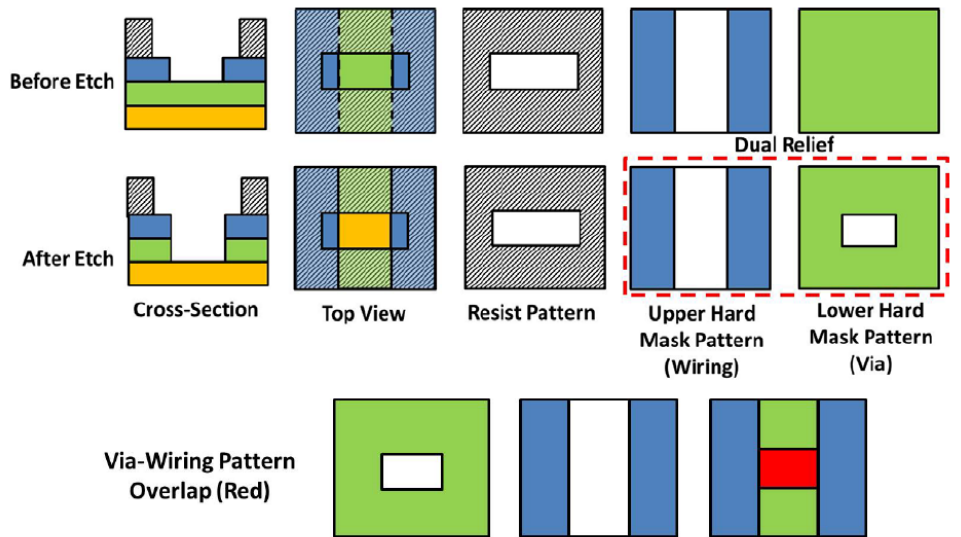 Before Etch
Dual Relief
After Etch
Cross-Section
Top View
Resist Pattern
Upper Hard
Mask Pattern
(Wiring)
Lower Hard
Mask Pattern
(Via)
Via-Wiring Pattern
Overlap (Red)